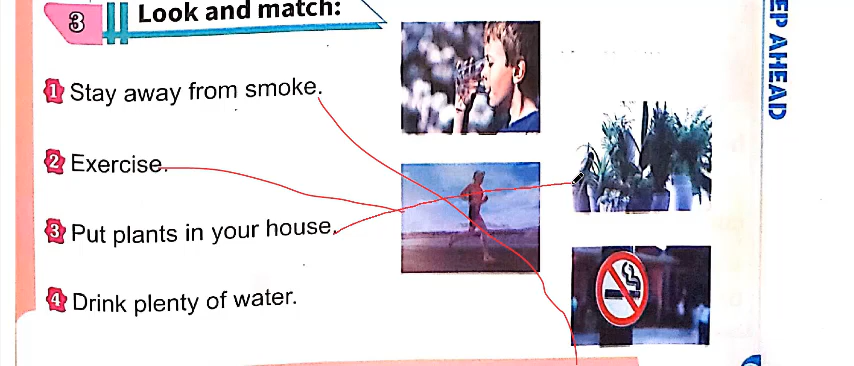 3 Look and match:
1 Stay away from smoke.
2 Exercise.
3 Put plants in your house.
4 Drink plenty of water.
EP AHEAD